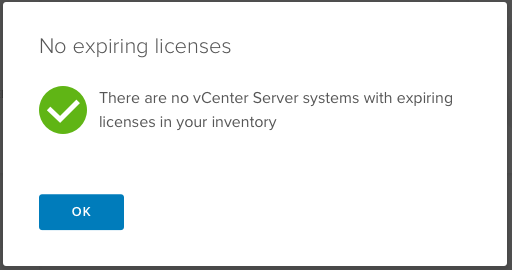 No expiring licenses
There are no vCenter Server systems with expiring
licenses in your inventory
OK